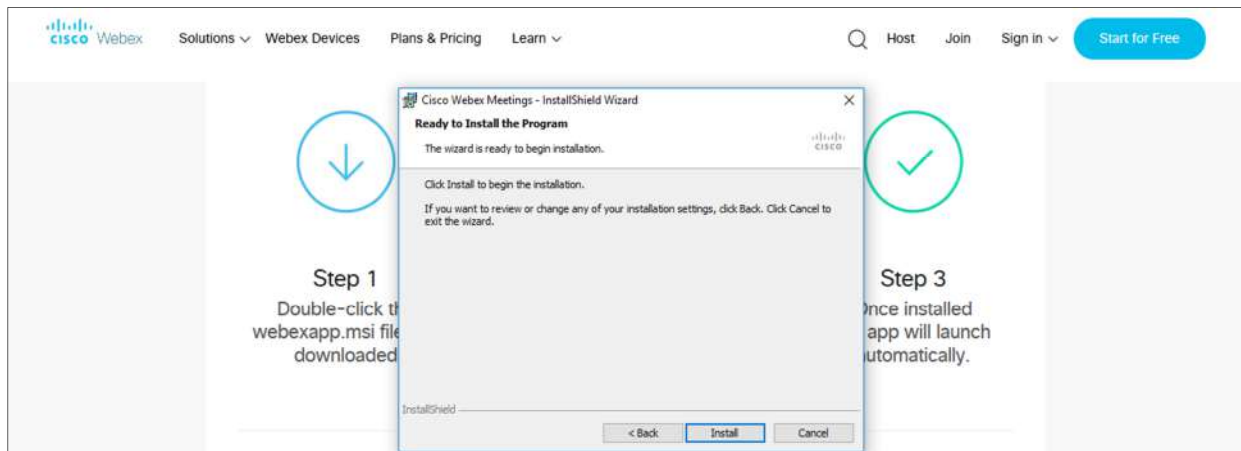 CISCO Webex Solutions Webex Devices Plans & Pricing Learn Host Join Sign in Start for Free
Cisco Webex Meetings - InstallShield Wizard
Ready to Install the Program
The wizard is ready to begin installation.
CISCO
Click Install to begin the installation.
If you want to review or change any of your installation settings, click Back. Click Cancel to
exit the wizard.
Step 1
Double-click th
webexapp.msi file
downloaded
Step 3
Once installed
app will launch
automatically.
InstallShield
< Back Install Cancel